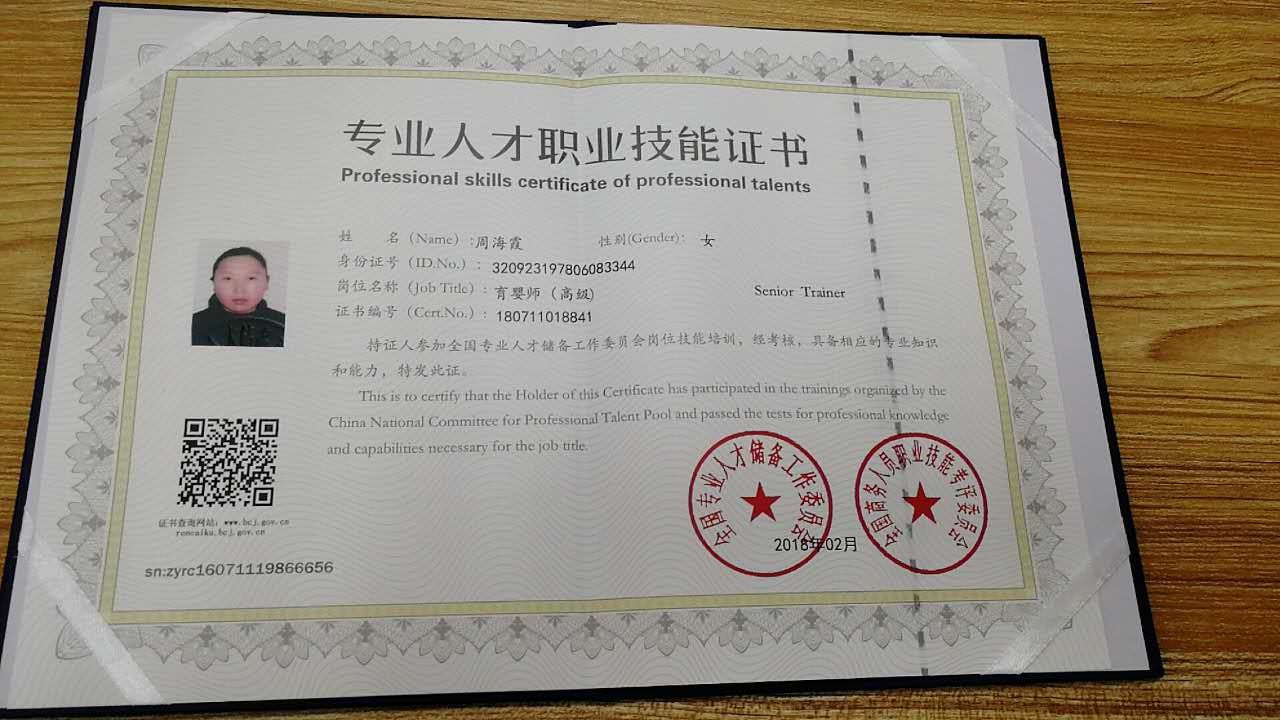 专业人才职业技能证书
Professional skills certificate of professional talents
姓 名（Name）:周海霞 性别(Gender): 女
身份证号（ID.No.）: 320923197806083344
岗位名称（Job Title）: 育婴师（高级) Senior Trainer
证书编号（Cert.No.）: 180711018841
持证人参加全国专业人才储备工作委员会岗位技能培训，经考核，具备相应的专业知识
和能力，特发此证。
This is to certify that the Holder of this Certificate has participated in the trainings organized by the
China National Committee for Professional Talent Pool and passed the tests for professional knowledge
and capabilities necessary for the job title.
全国专业人才储备工作委员会
全国商务人员职业技能考评委员会
2018年02月
证书查询网站：www.bcj.gov.cn
rencaiku.bcj.gov.cn
sn:zyrc16071119866656